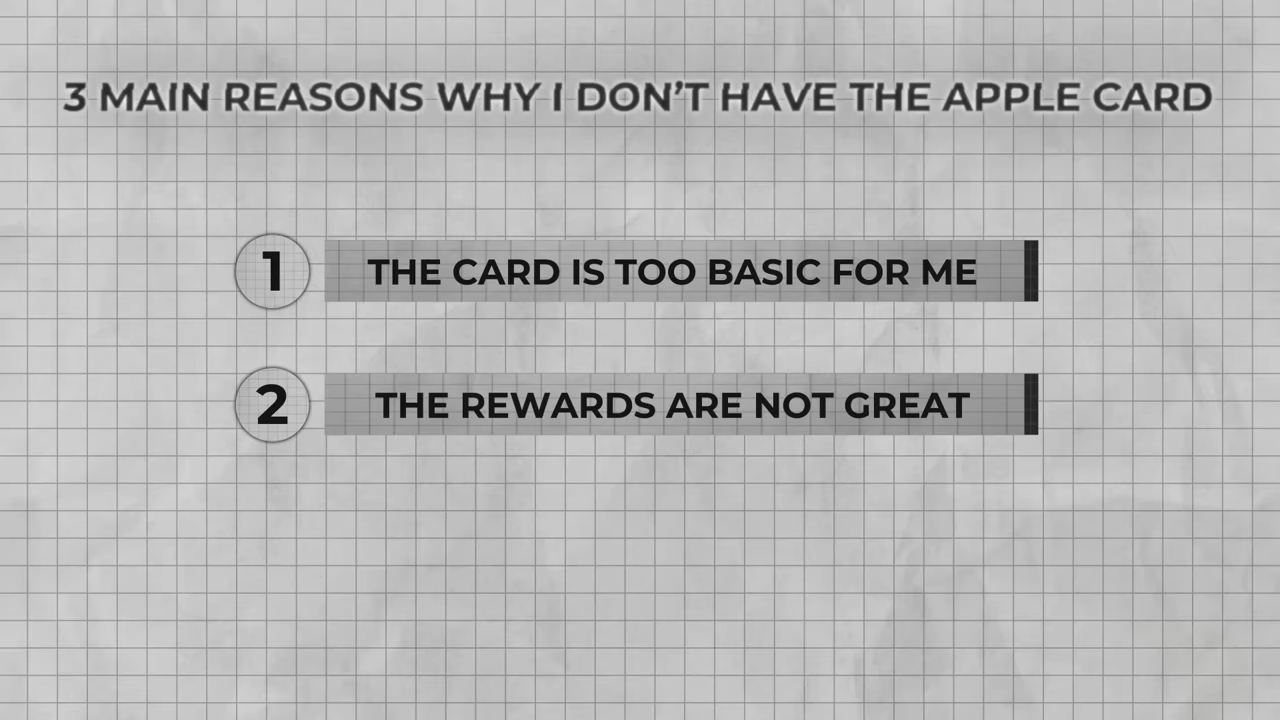 3 MAIN REASONS WHY I DON’T HAVE THE APPLE CARD
1 THE CARD IS TOO BASIC FOR ME
2 THE REWARDS ARE NOT GREAT